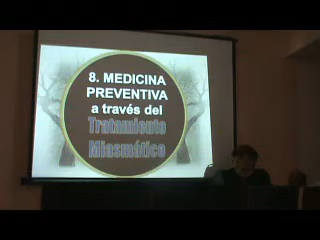 8. MEDICINA
PREVENTIVA
a través del
Tratamiento
Miasmático